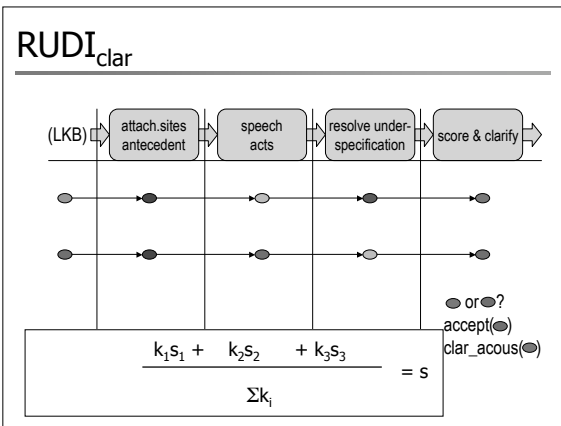 RUDIclar
(LKB)
attach.sites
antecedent
speech
acts
resolve under-
specification
score & clarify
or ?
accept( )
clar_acous( )
k1s1 + k2s2 + k3s3
= s
Σki